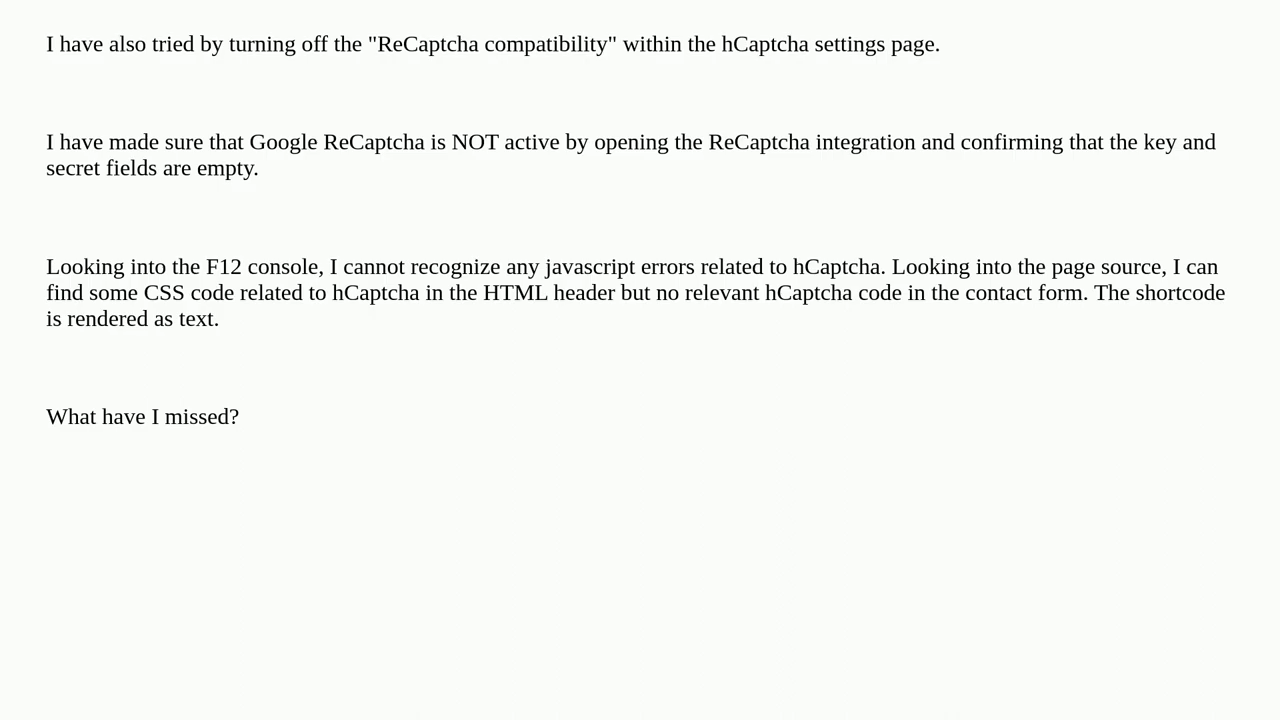 I have also tried by turning off the "ReCaptcha compatibility" within the hCaptcha settings page.
I have made sure that Google ReCaptcha is NOT active by opening the ReCaptcha integration and confirming that the key and
secret fields are empty.
Looking into the F12 console, I cannot recognize any javascript errors related to hCaptcha. Looking into the page source, I can
find some CSS code related to hCaptcha in the HTML header but no relevant hCaptcha code in the contact form. The shortcode
is rendered as text.
What have I missed?